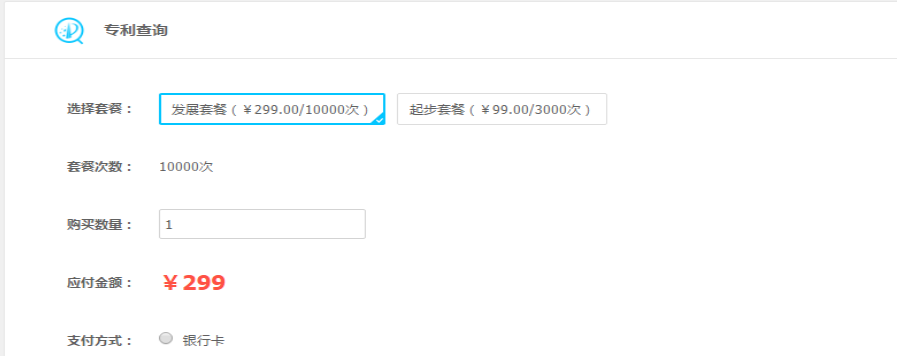 专利查询
选择套餐： 发展套餐（￥299.00/10000次） 起步套餐（￥99.00/3000次）
套餐次数： 10000次
购买数量： 1
应付金额： ￥299
支付方式： 银行卡